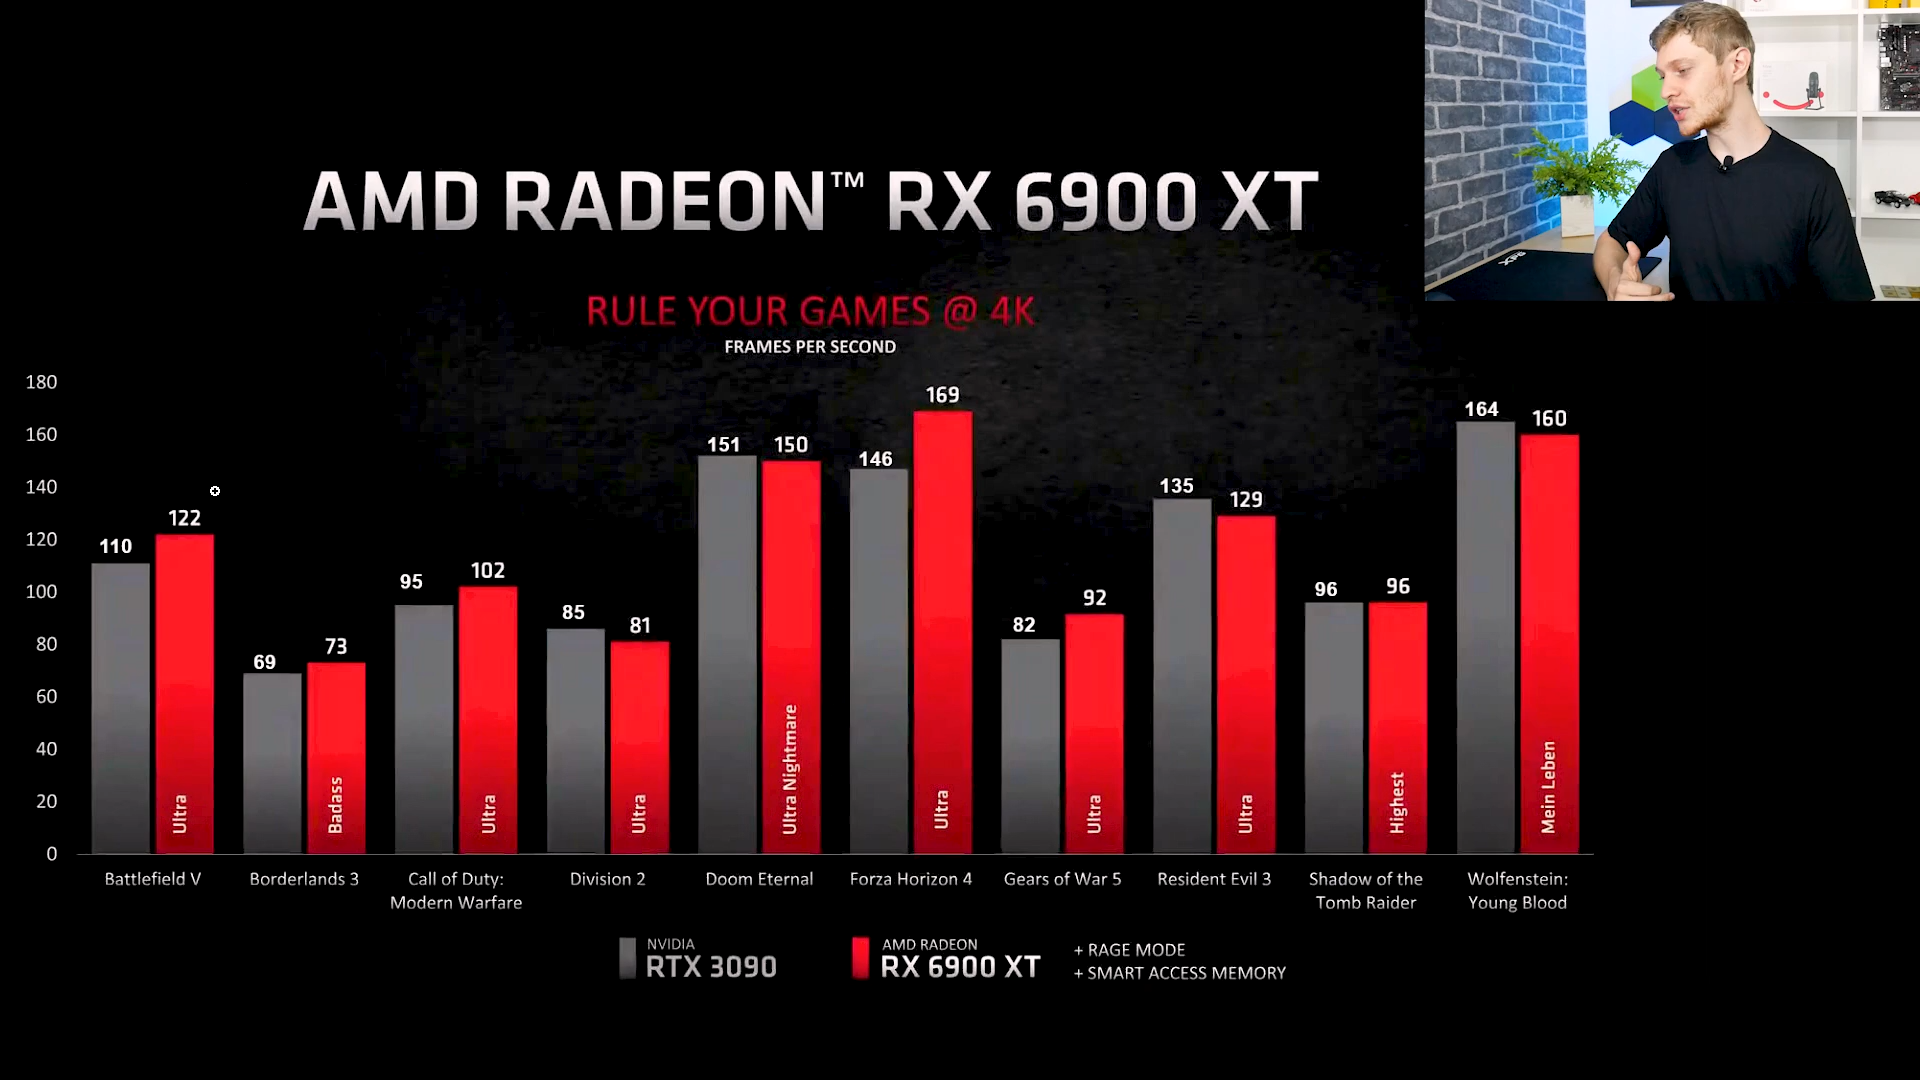 AMD RADEON™ RX 6900 XT
RULE YOUR GAMES @ 4K
FRAMES PER SECOND
180
160
140
120
100
80
60
40
20
0
110
122
69
73
95
102
85
81
151
150
146
169
82
92
135
129
96
96
164
160
Ultra
Badass
Ultra
Ultra
Ultra Nightmare
Ultra
Ultra
Ultra
Highest
Mein Leben
Battlefield V
Borderlands 3
Call of Duty:
Modern Warfare
Division 2
Doom Eternal
Forza Horizon 4
Gears of War 5
Resident Evil 3
Shadow of the
Tomb Raider
Wolfenstein:
Young Blood
NVIDIA
RTX 3090
AMD RADEON
RX 6900 XT
+ RAGE MODE
+ SMART ACCESS MEMORY